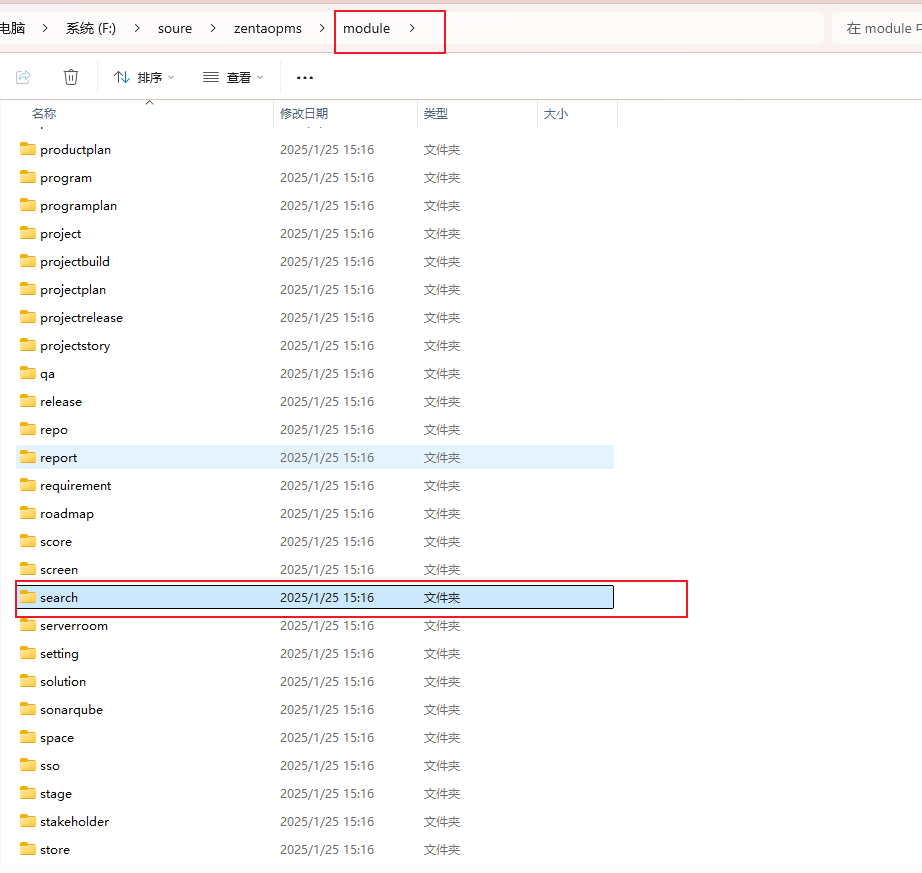 电脑 > 系统 (F:) > soure > zentaopms > module > 在 module 中
排序 查看 ...
名称 修改日期 类型 大小
productplan 2025/1/25 15:16 文件夹
program 2025/1/25 15:16 文件夹
programplan 2025/1/25 15:16 文件夹
project 2025/1/25 15:16 文件夹
projectbuild 2025/1/25 15:16 文件夹
projectplan 2025/1/25 15:16 文件夹
projectrelease 2025/1/25 15:16 文件夹
projectstory 2025/1/25 15:16 文件夹
qa 2025/1/25 15:16 文件夹
release 2025/1/25 15:16 文件夹
repo 2025/1/25 15:16 文件夹
report 2025/1/25 15:16 文件夹
requirement 2025/1/25 15:16 文件夹
roadmap 2025/1/25 15:16 文件夹
score 2025/1/25 15:16 文件夹
screen 2025/1/25 15:16 文件夹
search 2025/1/25 15:16 文件夹
serverroom 2025/1/25 15:16 文件夹
setting 2025/1/25 15:16 文件夹
solution 2025/1/25 15:16 文件夹
sonarqube 2025/1/25 15:16 文件夹
space 2025/1/25 15:16 文件夹
sso 2025/1/25 15:16 文件夹
stage 2025/1/25 15:16 文件夹
stakeholder 2025/1/25 15:16 文件夹
store 2025/1/25 15:16 文件夹